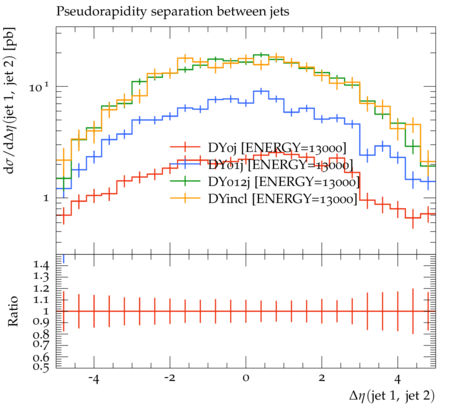 Pseudorapidity separation between jets
dσ/dΔη(jet 1, jet 2) [pb]
10 1
1
DY0j [ENERGY=13000]
DY01j [ENERGY=13000]
DY012j [ENERGY=13000]
DYincl [ENERGY=13000]
Ratio
1.4
1.3
1.2
1.1
1
0.9
0.8
0.7
0.6
0.5
-4 -2 0 2 4
Δη(jet 1, jet 2)